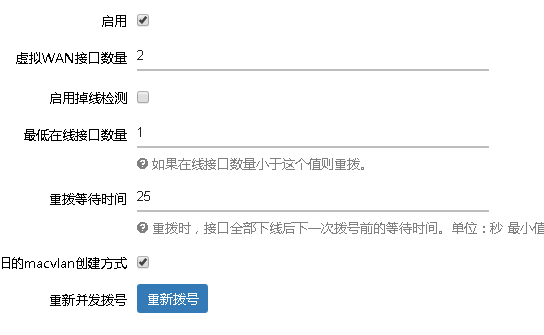 启用
虚拟WAN接口数量 2
启用掉线检测
最低在线接口数量 1
如果在线接口数量小于这个值则重拨。
重拨等待时间 25
重拨时，接口全部下线后下一次拨号前的等待时间。单位：秒 最小值
旧的macvlan创建方式
重新并发拨号 重新拨号